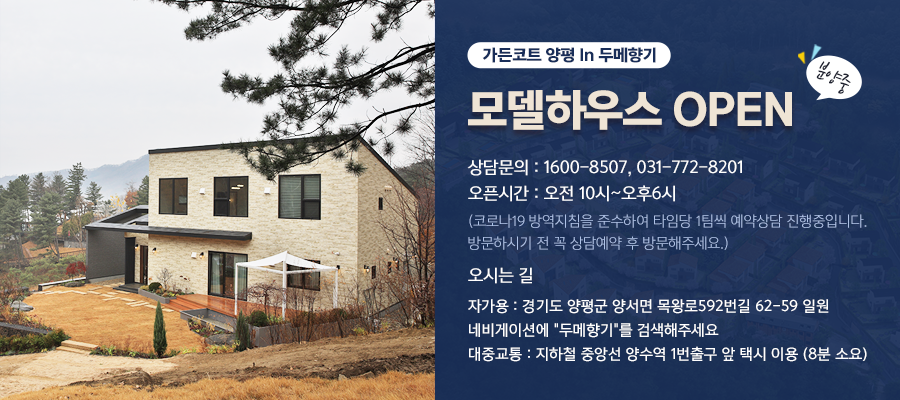 가든코트 양평 In 두메향기
분양중
모델하우스 OPEN
상담문의 : 1600-8507, 031-772-8201
오픈시간 : 오전 10시~오후6시
(코로나19 방역지침을 준수하여 타임당 1팀씩 예약상담 진행중입니다.
방문하시기 전 꼭 상담예약 후 방문해주세요.)
오시는 길
자가용 : 경기도 양평군 양서면 목왕로592번길 62-59 일원
네비게이션에 "두메향기"를 검색해주세요
대중교통 : 지하철 중앙선 양수역 1번출구 앞 택시 이용 (8분 소요)